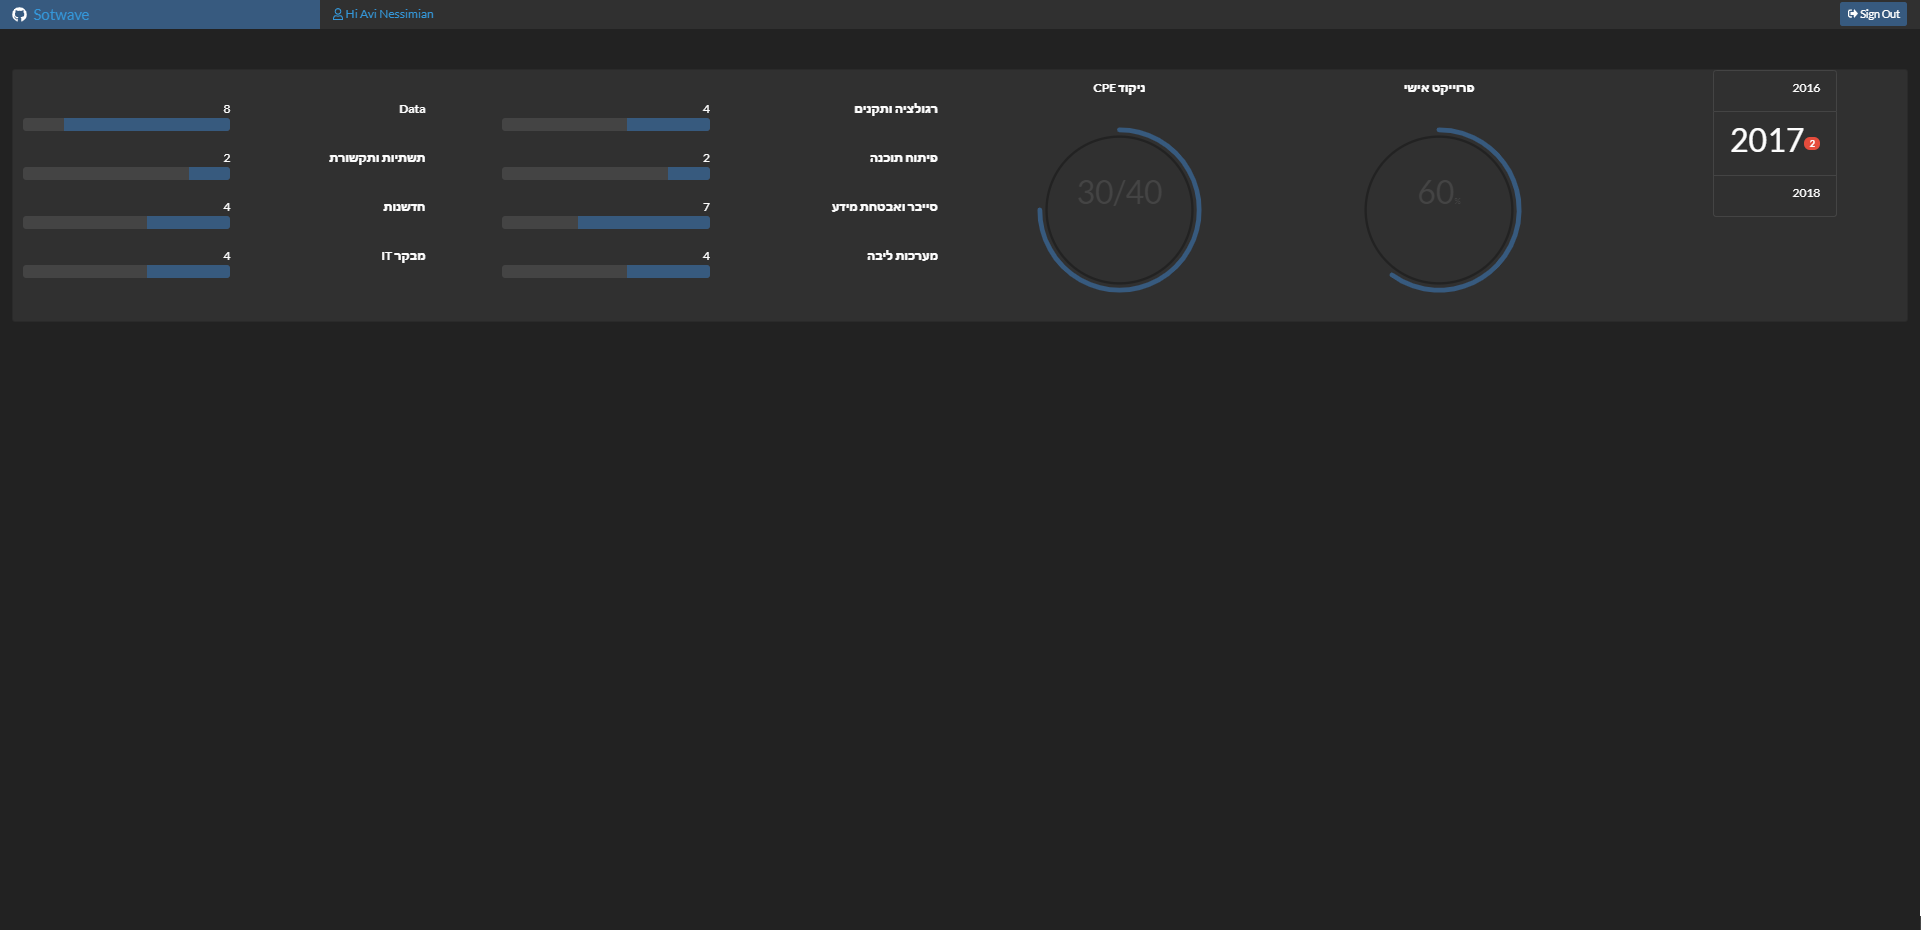 Sotwave
Hi Avi Nessimian
Sign Out
2016
2017 2
2018
פרוייקט אישי
60%
ניקוד CPE
30/40
רגולציה ותקנים
4
פיתוח תוכנה
2
סייבר ואבטחת מידע
7
מערכות ליבה
4
Data
8
תשתיות ותקשורת
2
חדשנות
4
מבקר IT
4